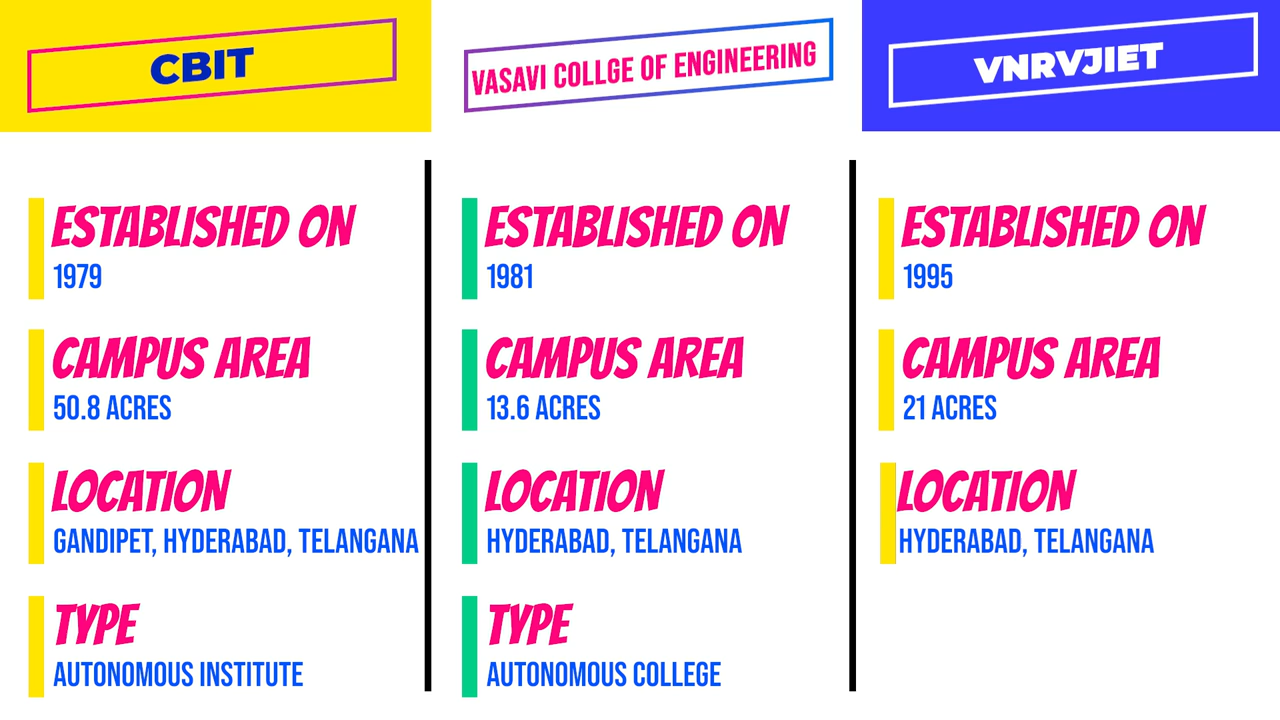 CBIT
ESTABLISHED ON
1979
CAMPUS AREA
50.8 ACRES
LOCATION
GANDIPET, HYDERABAD, TELANGANA
TYPE
AUTONOMOUS INSTITUTE
VASAVI COLLGE OF ENGINEERING
ESTABLISHED ON
1981
CAMPUS AREA
13.6 ACRES
LOCATION
HYDERABAD, TELANGANA
TYPE
AUTONOMOUS COLLEGE
VNRVJIET
ESTABLISHED ON
1995
CAMPUS AREA
21 ACRES
LOCATION
HYDERABAD, TELANGANA